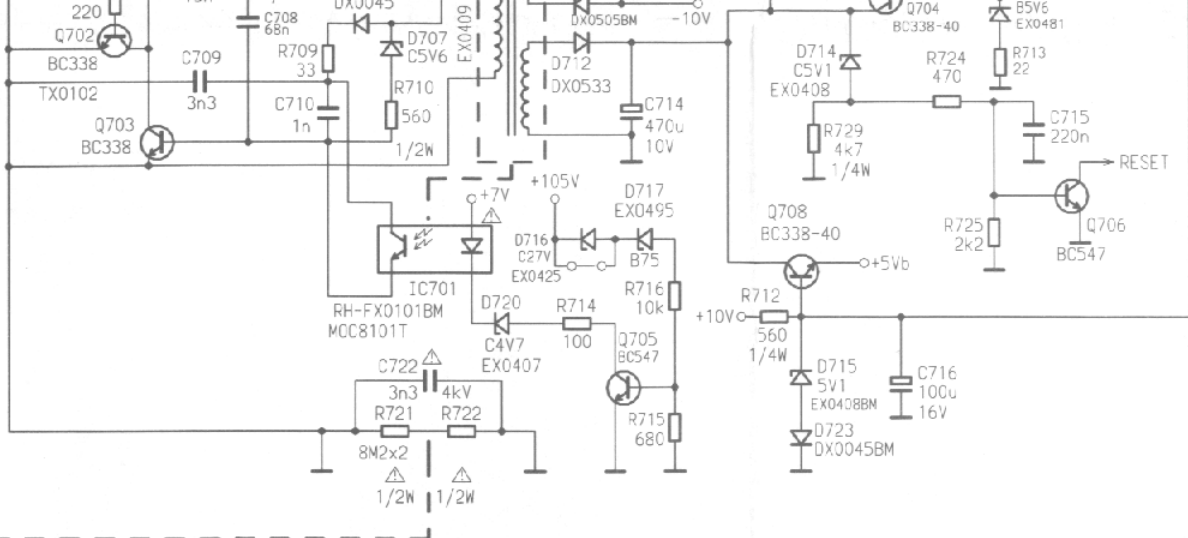 220
Q702
BC338
TX0102
C709
3n3
Q703
BC338
C708
68n
DX0045
R709
33
C710
1n
D707
C5V6
R710
560
1/2W
EX0409
DX0505BM
-10V
D712
DX0533
C714
470u
10V
Q704
BC338-40
B5V6
EX0481
R713
22
D714
C5V1
EX0408
R724
470
R729
4k7
1/4W
C715
220n
RESET
Q706
BC547
R725
2k2
Q708
BC338-40
+5Vb
+7V
+105V
D717
EX0495
D716
C27V
EX0425
B75
IC701
RH-FX0101BM
MOC8101T
R716
10k
D720
C4V7
EX0407
R714
100
Q705
BC547
R715
680
R712
+10V
560
1/4W
D715
5V1
EX0408BM
D723
DX0045BM
C716
100u
16V
C722
3n3
4kV
R721
R722
8M2x2
1/2W
1/2W